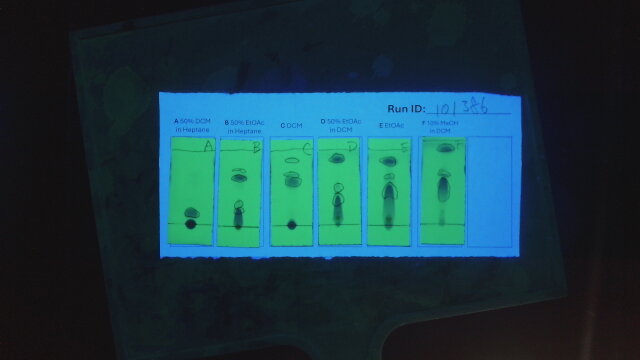 Run ID: 101386
A 50% DCM in Heptane
B 50% EtOAc in Heptane
C DCM
D 50% EtOAc in DCM
E EtOAc
F 10% MeOH in DCM
A B C D E F